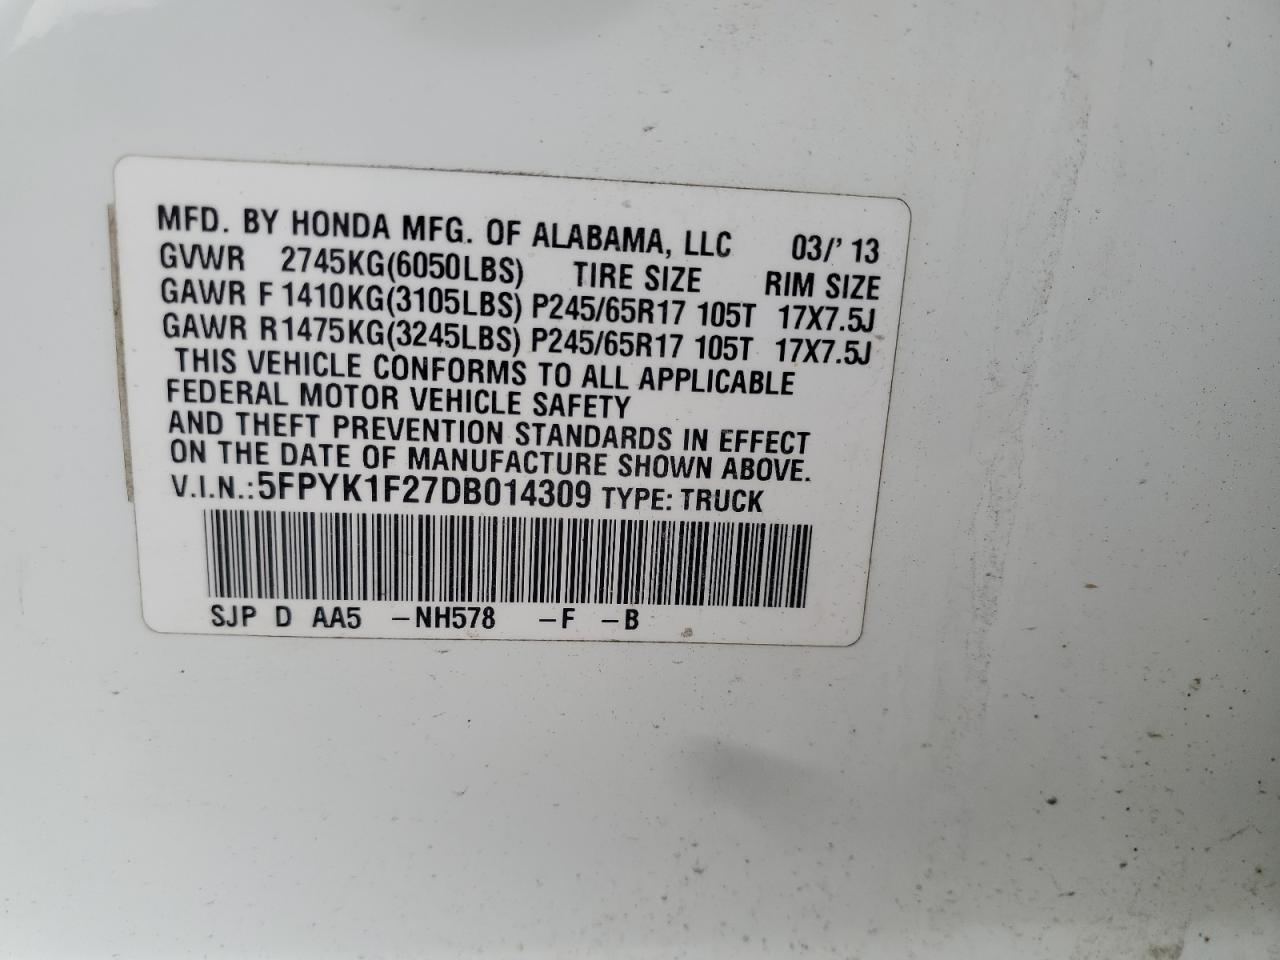 MFD. BY HONDA MFG. OF ALABAMA, LLC 03/' 13
GVWR 2745KG(6050LBS) TIRE SIZE RIM SIZE
GAWR F 1410KG(3105LBS) P245/65R17 105T 17X7.5J
GAWR R1475KG(3245LBS) P245/65R17 105T 17X7.5J
THIS VEHICLE CONFORMS TO ALL APPLICABLE
FEDERAL MOTOR VEHICLE SAFETY
AND THEFT PREVENTION STANDARDS IN EFFECT
ON THE DATE OF MANUFACTURE SHOWN ABOVE.
V.I.N.:5FPYK1F27DB014309 TYPE: TRUCK
SJP D AA5 –NH578 –F –B